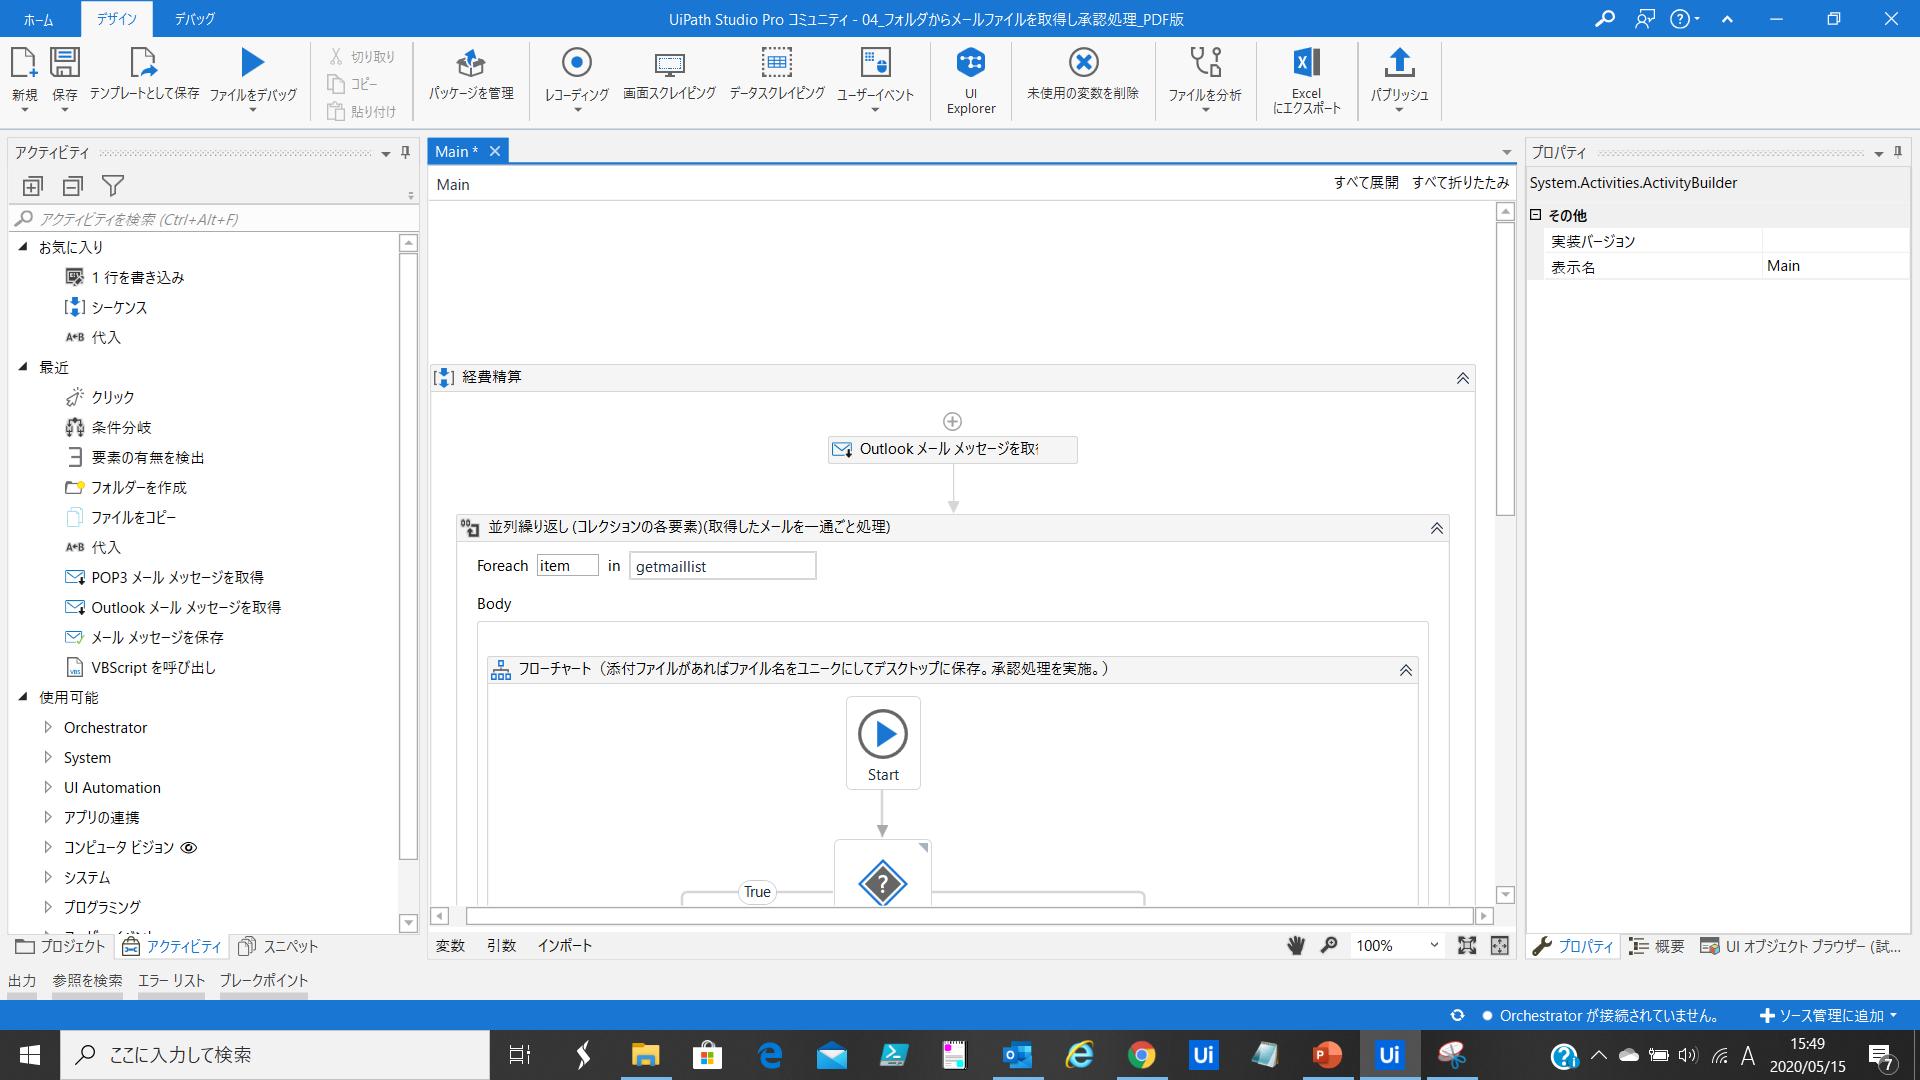 ホーム
デザイン
デバッグ
UiPath Studio Pro コミュニティ - 04_フォルダからメールファイルを取得し承認処理_PDF版
新規
保存
テンプレートとして保存
ファイルをデバッグ
切り取り
コピー
貼り付け
パッケージを管理
レコーディング
画面スクレイピング
データスクレイピング
ユーザーイベント
UI
Explorer
未使用の変数を削除
ファイルを分析
Excel
にエクスポート
パブリッシュ
アクティビティ
アクティビティを検索 (Ctrl+Alt+F)
お気に入り
1 行を書き込み
シーケンス
A+B 代入
最近
クリック
条件分岐
要素の有無を検出
フォルダーを作成
ファイルをコピー
A+B 代入
POP3 メール メッセージを取得
Outlook メール メッセージを取得
メール メッセージを保存
VBScript を呼び出し
使用可能
Orchestrator
System
UI Automation
アプリの連携
コンピュータ ビジョン
システム
プログラミング
プロジェクト
アクティビティ
スニペット
Main *
Main
すべて展開
すべて折りたたみ
経費精算
Outlook メール メッセージを取
並列繰り返し (コレクションの各要素)(取得したメールを一通ごと処理)
Foreach item in getmaillist
Body
フローチャート（添付ファイルがあればファイル名をユニークにしてデスクトップに保存。承認処理を実施。）
Start
?
True
変数
引数
インポート
100%
プロパティ
System.Activities.ActivityBuilder
その他
実装バージョン
表示名
Main
プロパティ
概要
UI オブジェクト ブラウザー (試...
出力
参照を検索
エラー リスト
ブレークポイント
Orchestrator が接続されていません。
ソース管理に追加
ここに入力して検索
Ui
Ui
A
15:49
2020/05/15
7